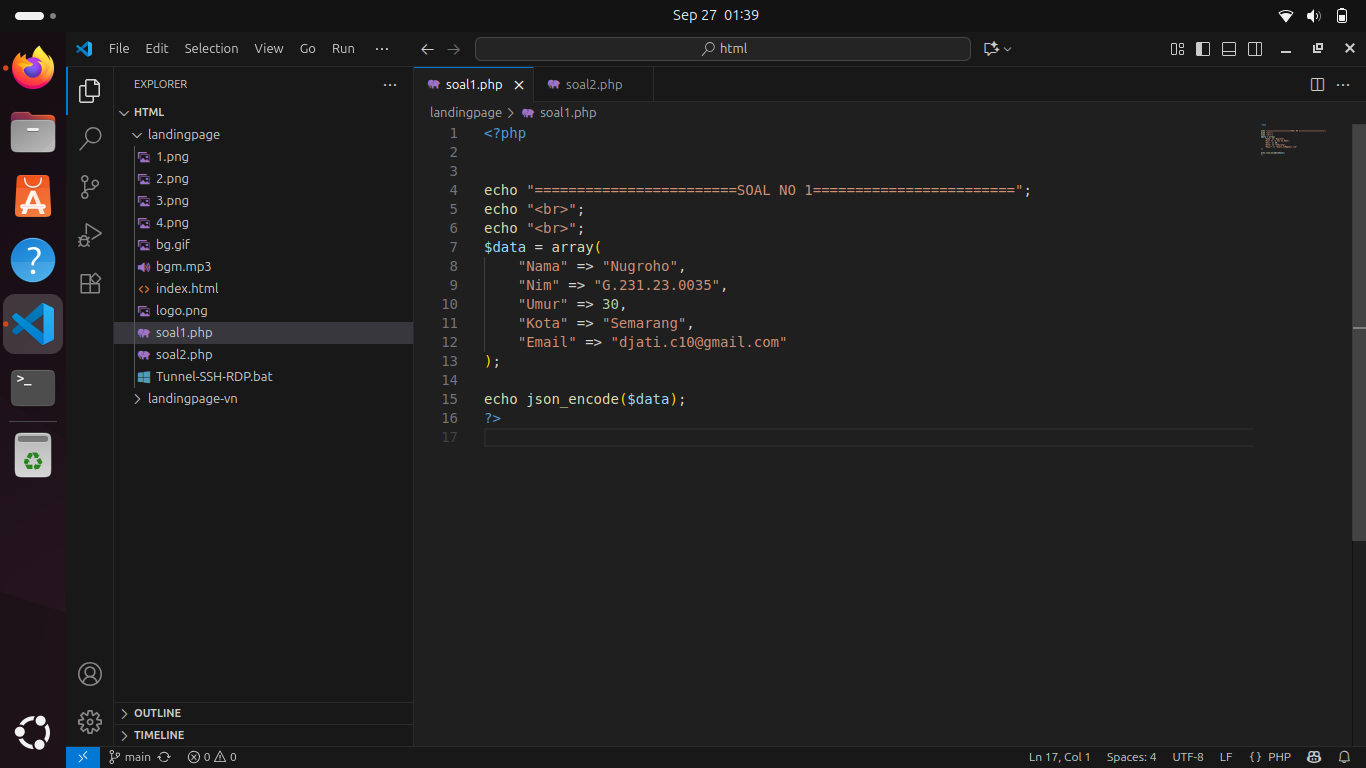 Sep 27 01:39
File Edit Selection View Go Run ···
html
EXPLORER
HTML
landingpage
1.png
2.png
3.png
4.png
bg.gif
bgm.mp3
index.html
logo.png
soal1.php
soal2.php
Tunnel-SSH-RDP.bat
landingpage-vn
OUTLINE
TIMELINE
soal1.php
soal2.php
landingpage > soal1.php
1 <?php
2
3
4 echo "========================SOAL NO 1========================";
5 echo "<br>";
6 echo "<br>";
7 $data = array(
8 "Nama" => "Nugroho",
9 "Nim" => "G.231.23.0035",
10 "Umur" => 30,
11 "Kota" => "Semarang",
12 "Email" => "djati.c10@gmail.com"
13 );
14
15 echo json_encode($data);
16 ?>
17
main 0 0 Ln 17, Col 1 Spaces: 4 UTF-8 LF {} PHP